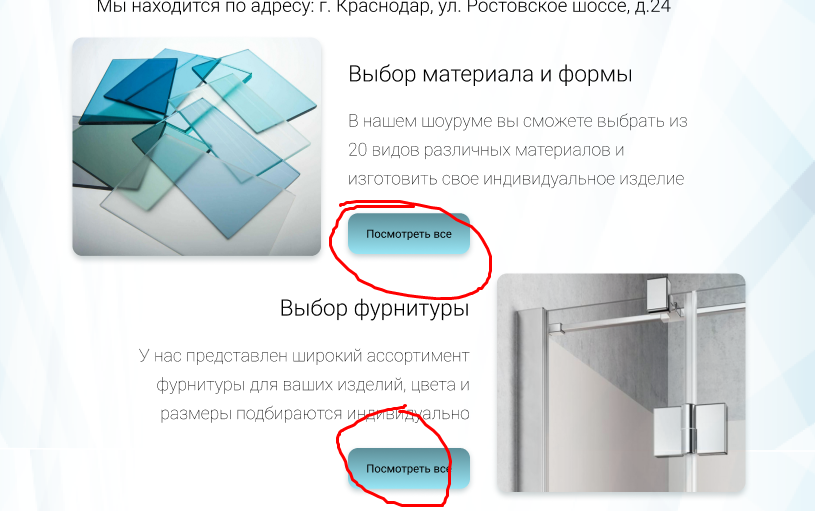 Мы находится по адресу: г. Краснодар, ул. Ростовское шоссе, д.24
Выбор материала и формы
В нашем шоуруме вы сможете выбрать из
20 видов различных материалов и
изготовить свое индивидуальное изделие
Посмотреть все
Выбор фурнитуры
У нас представлен широкий ассортимент
фурнитуры для ваших изделий, цвета и
размеры подбираются индивидуально
Посмотреть все